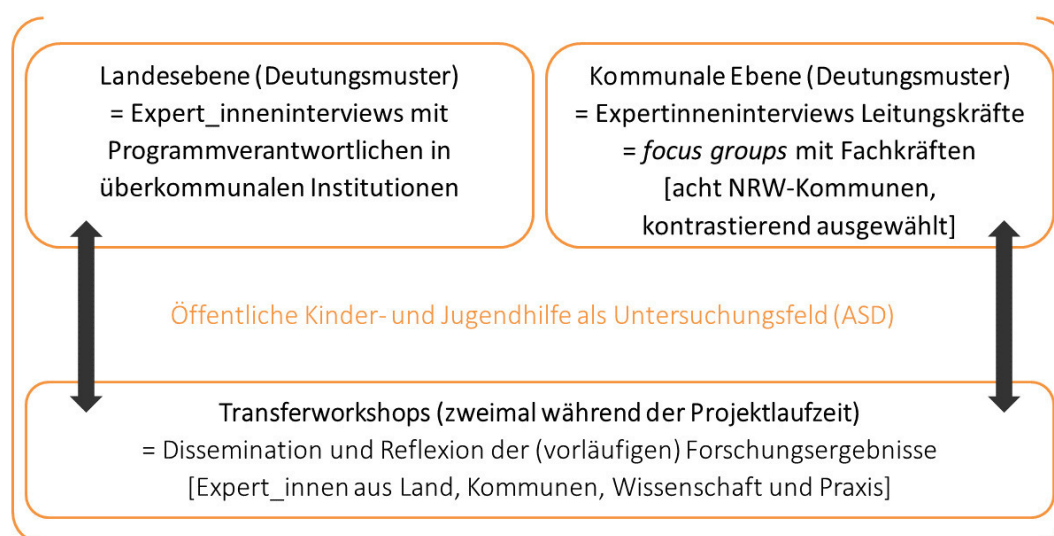 Landesebene (Deutungsmuster)
= Expert_inneninterviews mit
Programmverantwortlichen in
überkommunalen Institutionen
Kommunale Ebene (Deutungsmuster)
= Expertinneninterviews Leitungskräfte
= focus groups mit Fachkräften
[acht NRW-Kommunen,
kontrastierend ausgewählt]
Öffentliche Kinder- und Jugendhilfe als Untersuchungsfeld (ASD)
Transferworkshops (zweimal während der Projektlaufzeit)
= Dissemination und Reflexion der (vorläufigen) Forschungsergebnisse
[Expert_innen aus Land, Kommunen, Wissenschaft und Praxis]